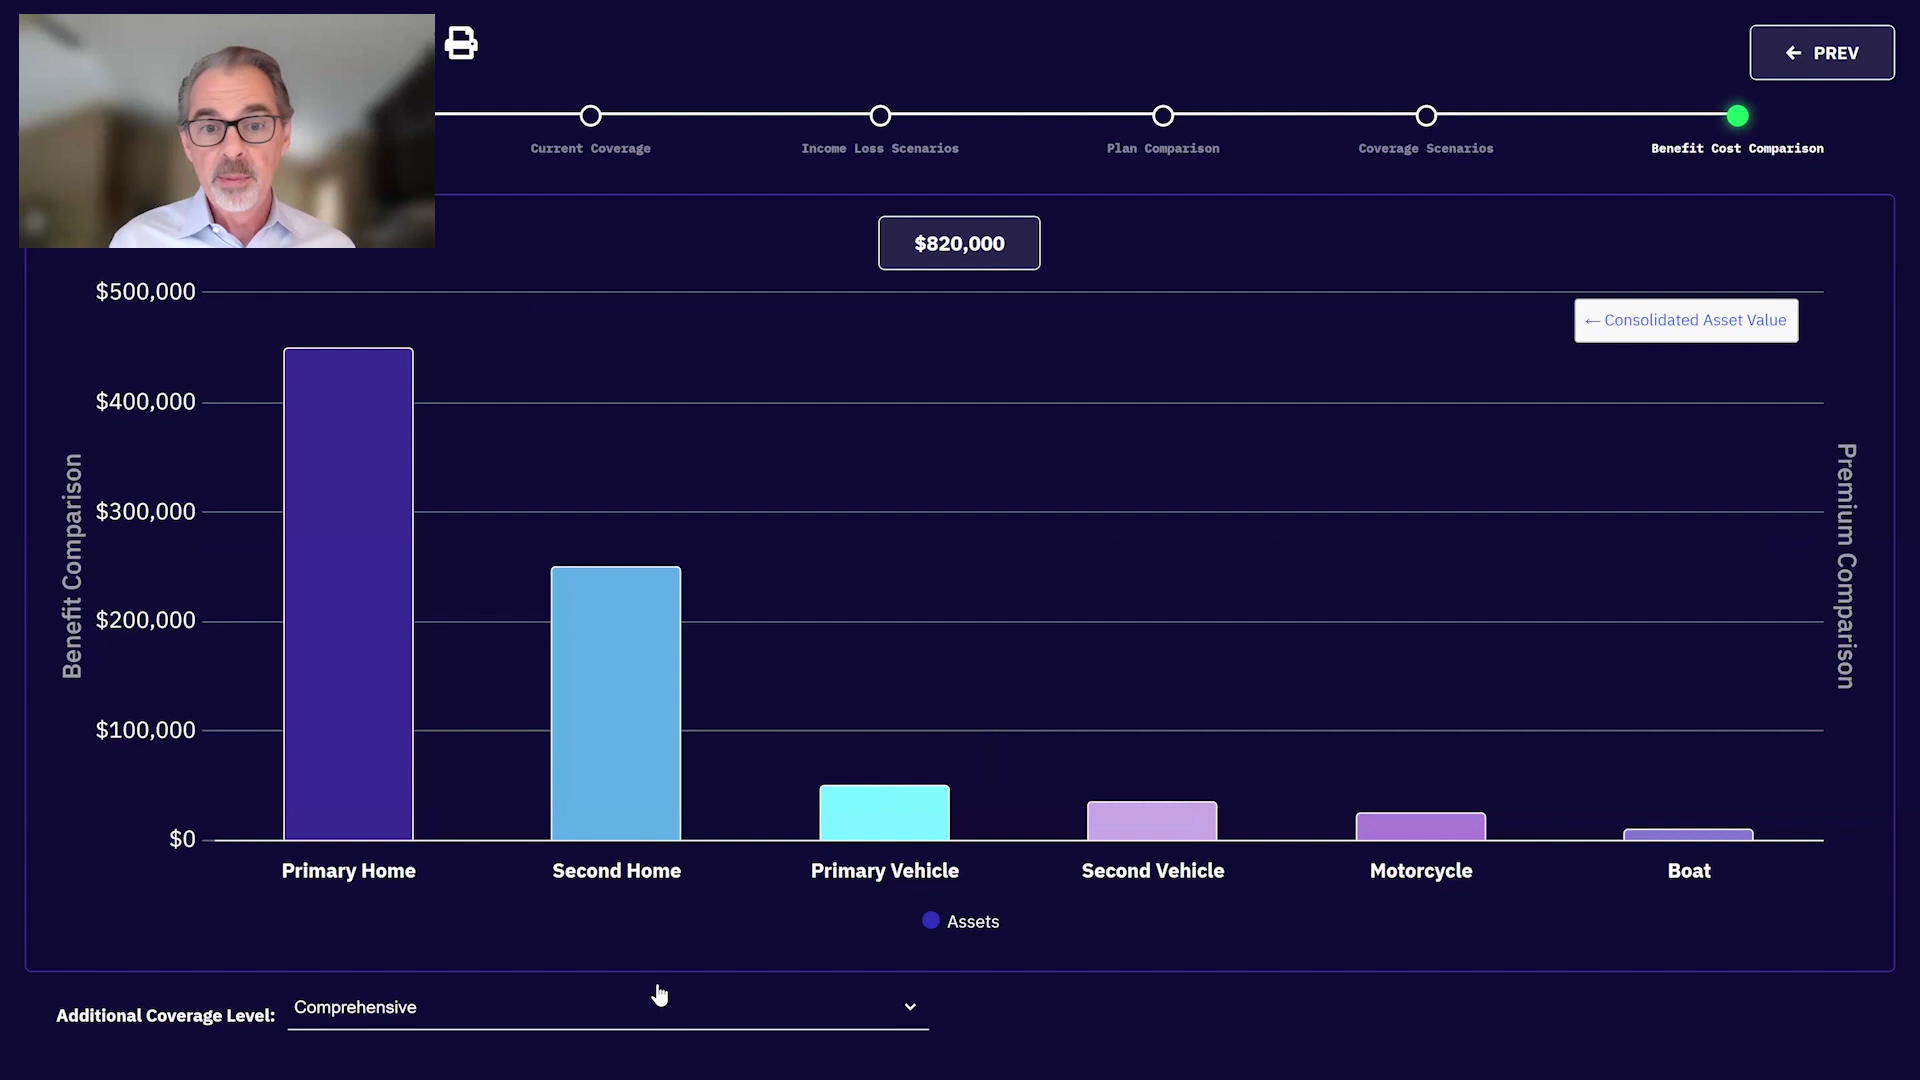 ← PREV
Current Coverage
Income Loss Scenarios
Plan Comparison
Coverage Scenarios
Benefit Cost Comparison
$820,000
← Consolidated Asset Value
$500,000
$400,000
$300,000
$200,000
$100,000
$0
Benefit Comparison
Premium Comparison
Primary Home
Second Home
Primary Vehicle
Second Vehicle
Motorcycle
Boat
Assets
Additional Coverage Level: Comprehensive